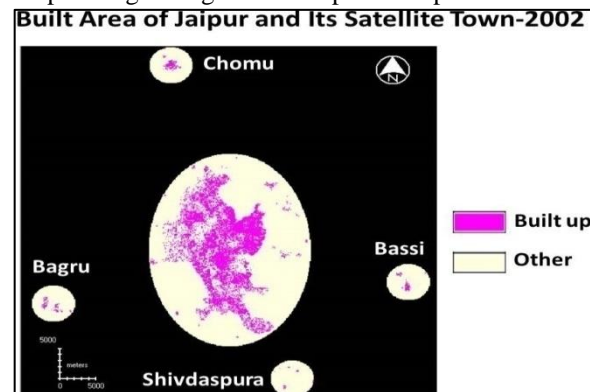 Built Area of Jaipur and Its Satellite Town-2002
Chomu
N
Built up
Other
Bassi
Bagru
5000
meters
0 5000
Shivdaspura